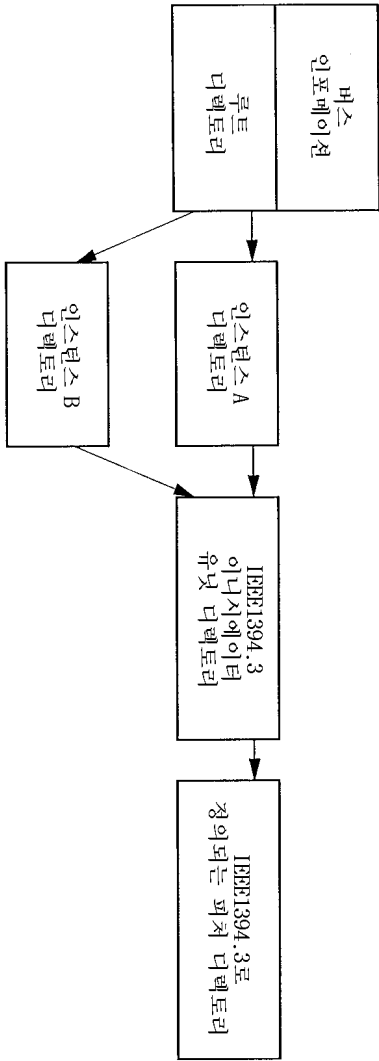 버스
인포메이션
루트
디렉토리
인스턴스 A
디렉토리
인스턴스 B
디렉토리
IEEE1394.3
이니시에이터
유닛 디렉토리
IEEE1394.3로
정의되는 피쳐 디렉토리